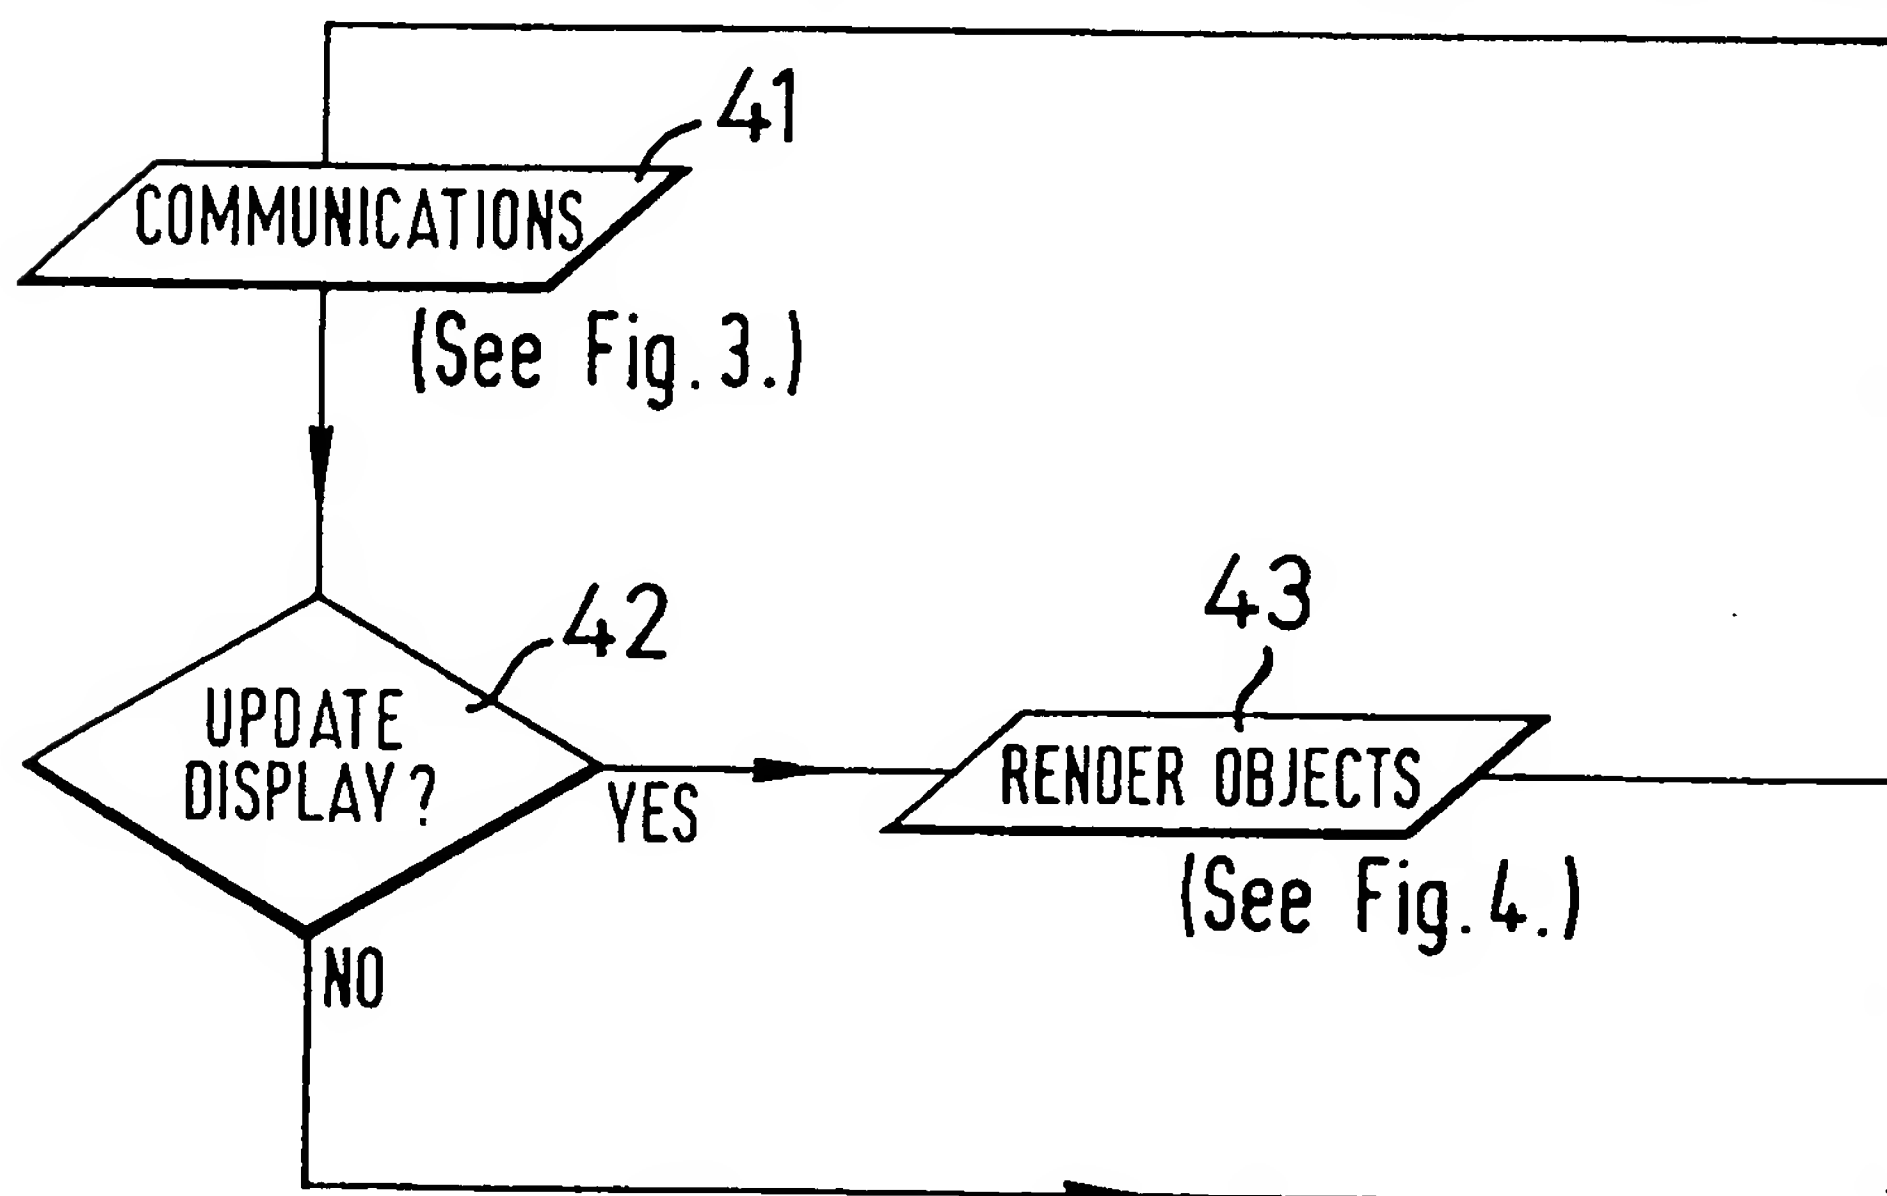 41
COMMUNICATIONS
(See Fig. 3.)
42
UPDATE
DISPLAY?
YES
NO
43
RENDER OBJECTS
(See Fig. 4.)